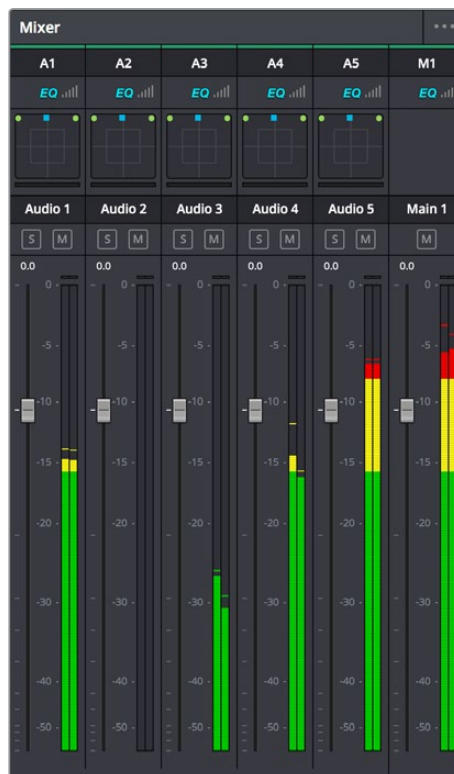 Mixer ...
A1 A2 A3 A4 A5 M1
EQ EQ EQ EQ EQ EQ
Audio 1 Audio 2 Audio 3 Audio 4 Audio 5 Main 1
S M S M S M S M S M M
0.0 0.0 0.0 0.0 0.0 0.0
0 - 0 - 0 - 0 - 0 - 0 -
-5 - -5 - -5 - -5 - -5 - -5 -
-10 - -10 - -10 - -10 - -10 - -10 -
-15 - -15 - -15 - -15 - -15 - -15 -
-20 - -20 - -20 - -20 - -20 - -20 -
-30 - -30 - -30 - -30 - -30 - -30 -
-40 - -40 - -40 - -40 - -40 - -40 -
-50 - -50 - -50 - -50 - -50 - -50 -